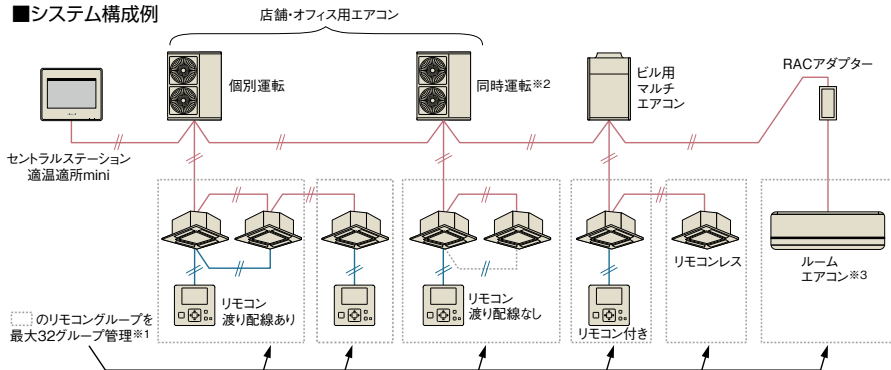 ■システム構成例
店舗・オフィス用エアコン
個別運転
同時運転※2
ビル用
マルチ
エアコン
RACアダプター
セントラルステーション
適温適所mini
リモコン
渡り配線あり
リモコン
渡り配線なし
リモコン付き
リモコンレス
ルーム
エアコン※3
のリモコングループを
最大32グループ管理※1